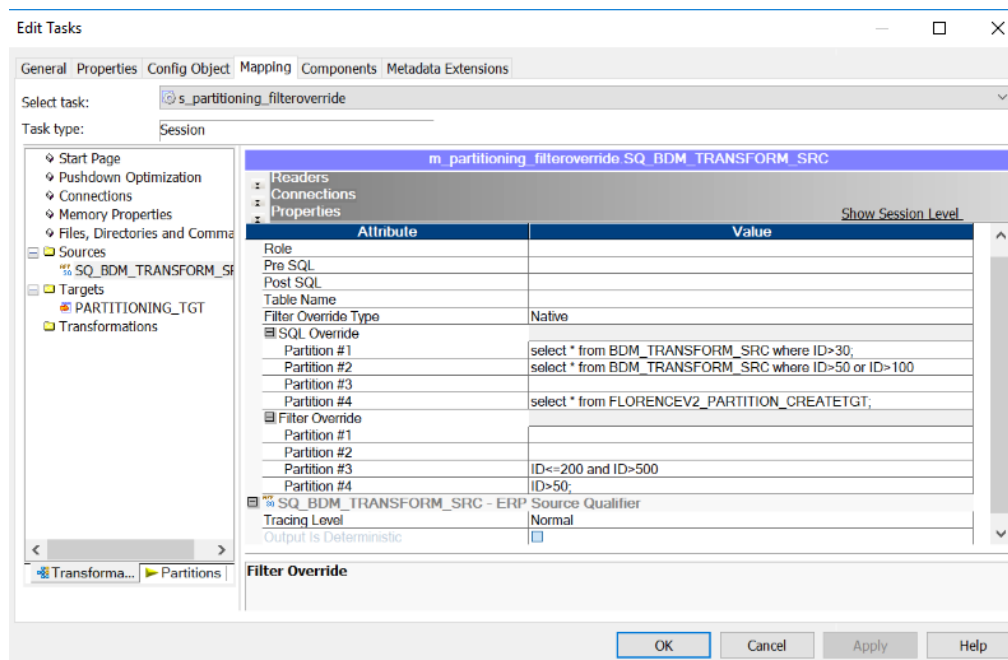 Edit Tasks
General Properties Config Object Mapping Components Metadata Extensions
Select task: s_partitioning_filteroverride
Task type: Session
Start Page
Pushdown Optimization
Connections
Memory Properties
Files, Directories and Comma
Sources
SQ_BDM_TRANSFORM_SF
Targets
PARTITIONING_TGT
Transformations
Transforma... Partitions
m_partitioning_filteroverride.SQ_BDM_TRANSFORM_SRC
Readers
Connections
Properties
Show Session Level
Attribute Value
Role
Pre SQL
Post SQL
Table Name
Filter Override Type Native
SQL Override
Partition #1 select * from BDM_TRANSFORM_SRC where ID>30;
Partition #2 select * from BDM_TRANSFORM_SRC where ID>50 or ID>100
Partition #3
Partition #4 select * from FLORENCEV2_PARTITION_CREATETGT;
Filter Override
Partition #1
Partition #2
Partition #3 ID<=200 and ID>500
Partition #4 ID>50;
SQ_BDM_TRANSFORM_SRC - ERP Source Qualifier
Tracing Level Normal
Output Is Deterministic
Filter Override
OK Cancel Apply Help